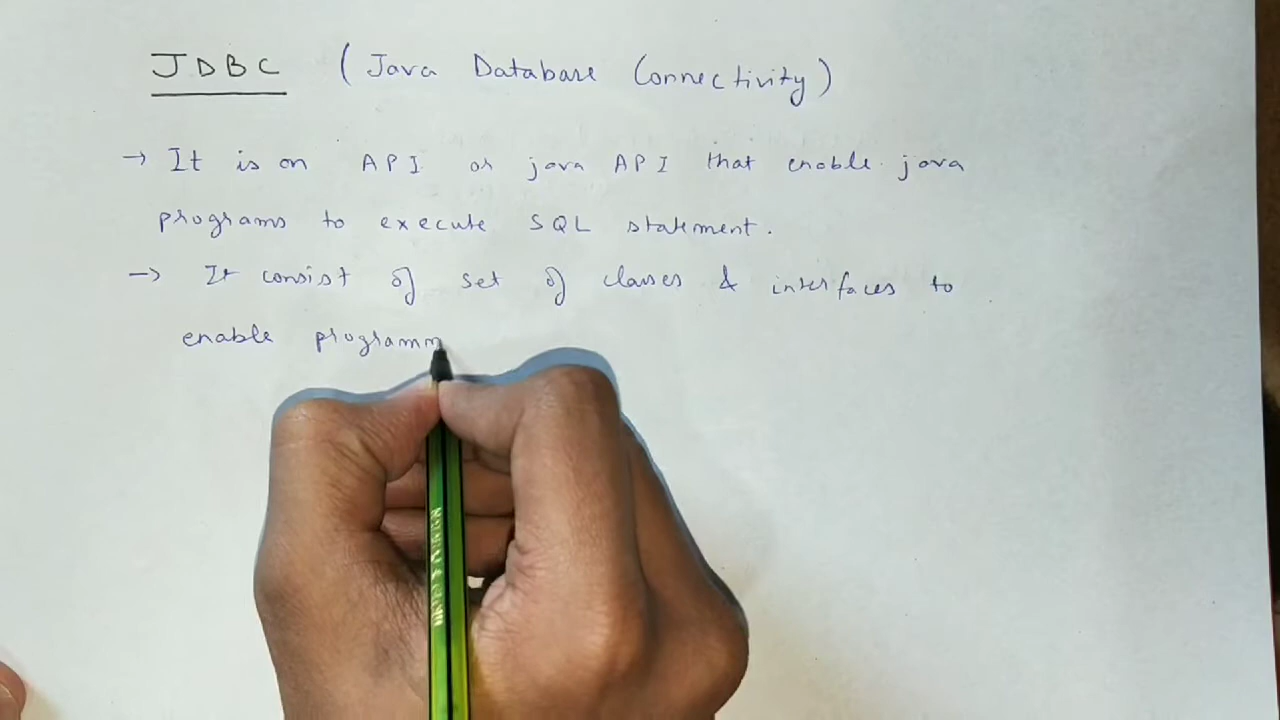 JDBC (Java Database Connectivity)
→ It is an API or java API that enable java
programs to execute SQL statement.
→ It consist of set of classes & interfaces to
enable programm